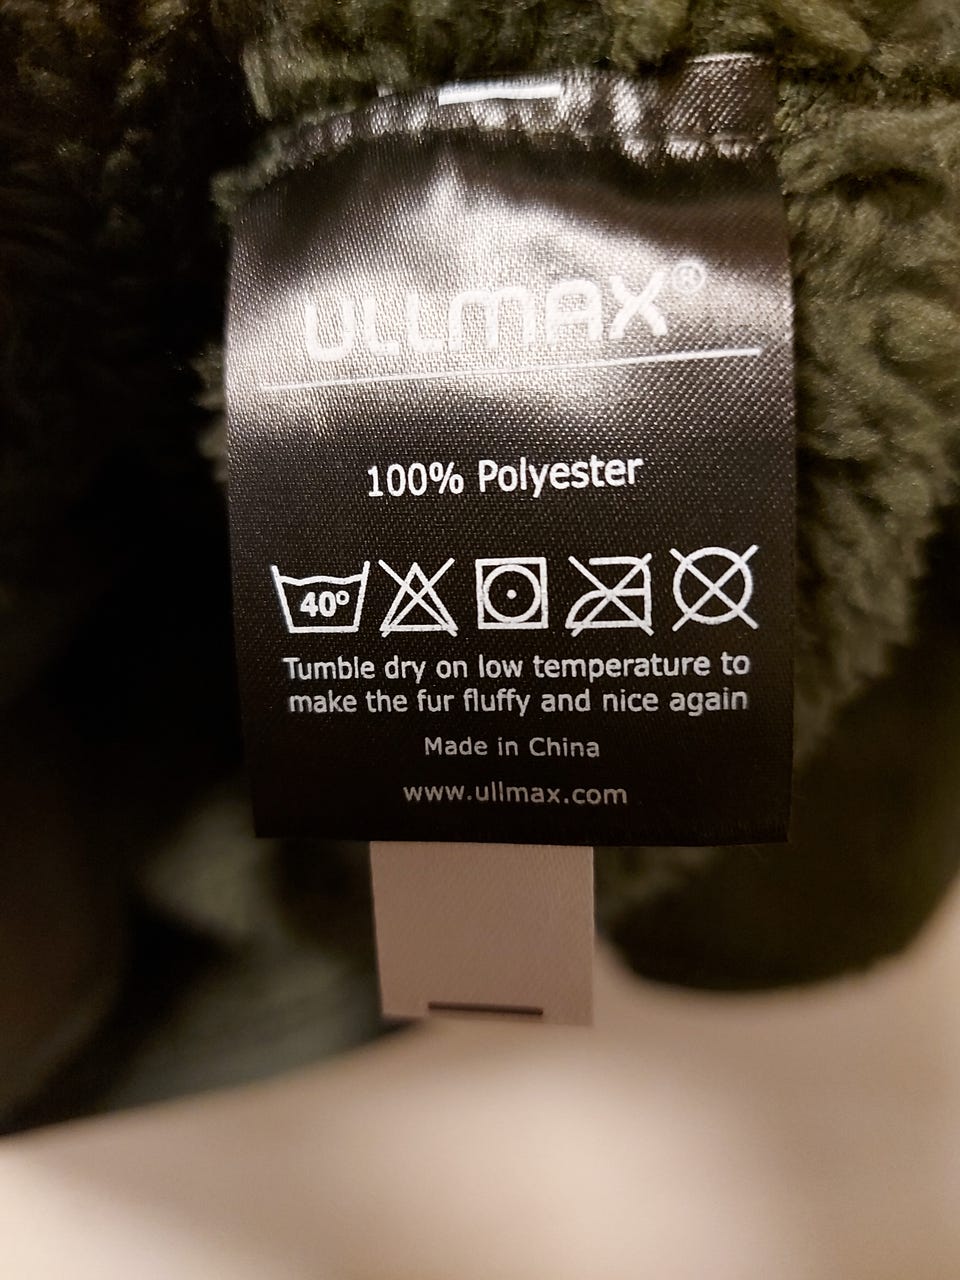 ULLMAX®
100% Polyester
40º
Tumble dry on low temperature to
make the fur fluffy and nice again
Made in China
www.ullmax.com